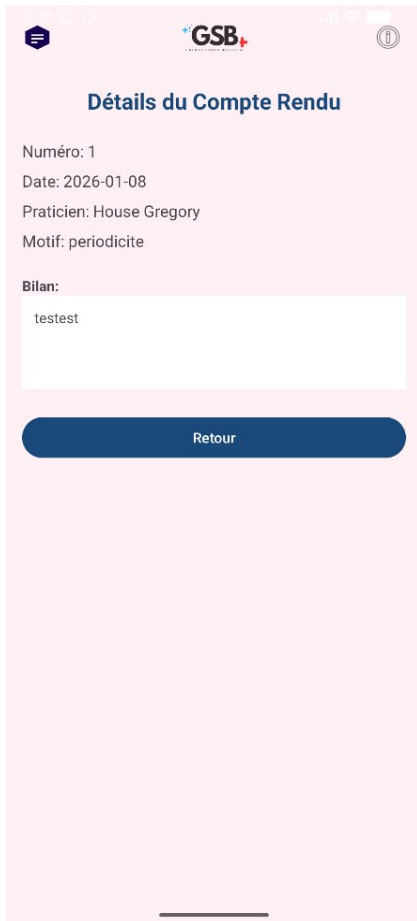 GSB
Détails du Compte Rendu
Numéro: 1
Date: 2026-01-08
Praticien: House Gregory
Motif: periodicite
Bilan:
testest
Retour